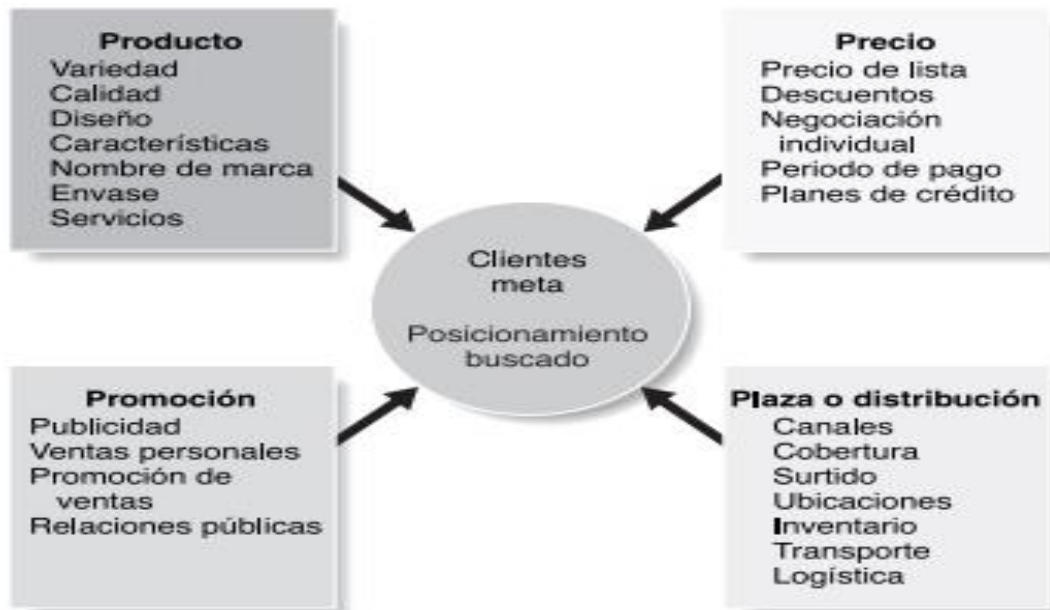 Producto
Variedad
Calidad
Diseño
Características
Nombre de marca
Envase
Servicios
Precio
Precio de lista
Descuentos
Negociación
individual
Periodo de pago
Planes de crédito
Clientes
meta
Posicionamiento
buscado
Promoción
Publicidad
Ventas personales
Promoción de
ventas
Relaciones públicas
Plaza o distribución
Canales
Cobertura
Surtido
Ubicaciones
Inventario
Transporte
Logística